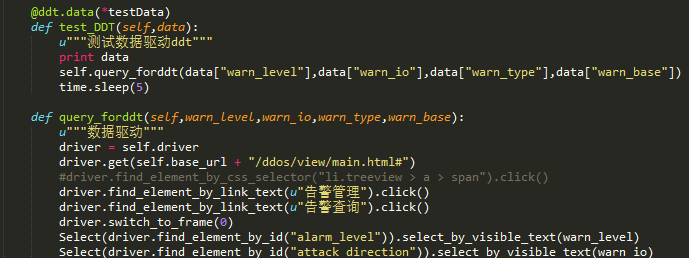 @ddt.data(*testData)
def test_DDT(self,data):
u"""测试数据驱动ddt"""
print data
self.query_forddt(data["warn_level"],data["warn_io"],data["warn_type"],data["warn_base"])
time.sleep(5)
def query_forddt(self,warn_level,warn_io,warn_type,warn_base):
u"""数据驱动"""
driver = self.driver
driver.get(self.base_url + "/ddos/view/main.html#")
#driver.find_element_by_css_selector("li.treeview > a > span").click()
driver.find_element_by_link_text(u"告警管理").click()
driver.find_element_by_link_text(u"告警查询").click()
driver.switch_to_frame(0)
Select(driver.find_element_by_id("alarm_level")).select_by_visible_text(warn_level)
Select(driver.find_element_by_id("attack_direction")).select_by_visible_text(warn_io)